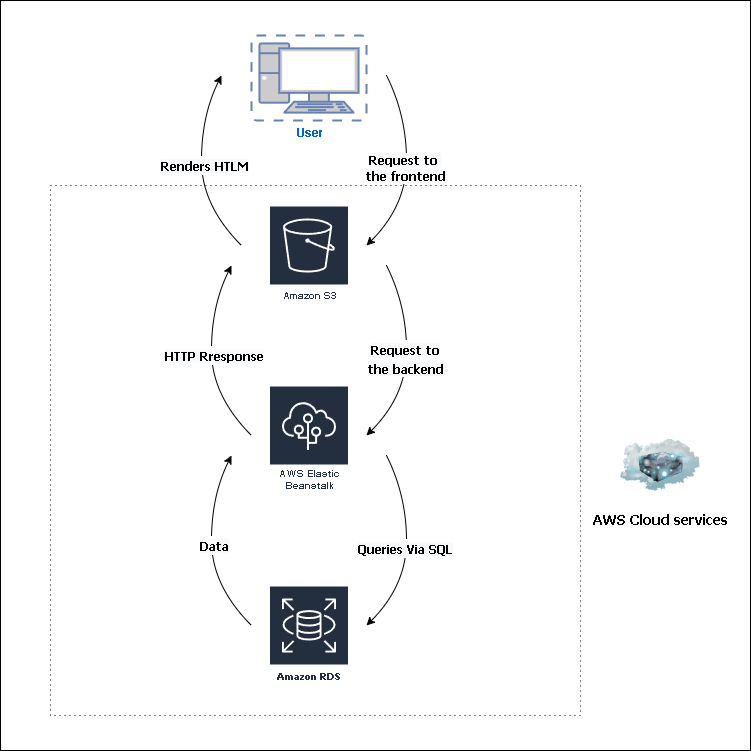 User
Renders HTLM
Request to
the frontend
Amazon S3
HTTP Rresponse
Request to
the backend
AWS Elastic
Beanstalk
AWS Cloud services
Data
Queries Via SQL
Amazon RDS